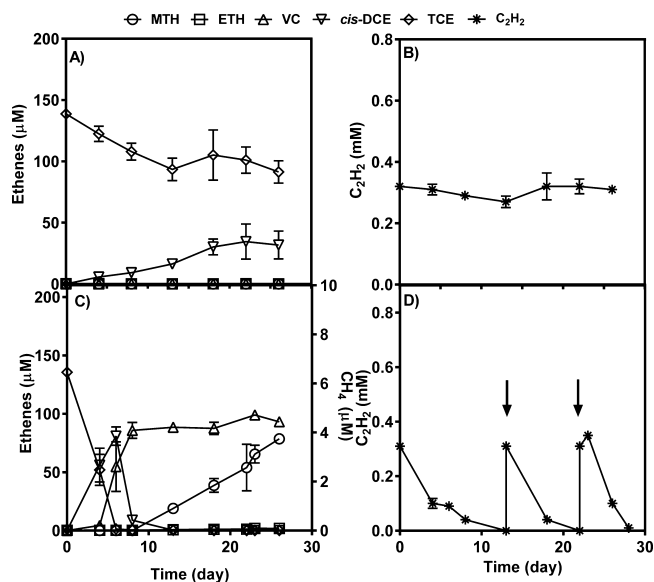 MTH ETH VC cis-DCE TCE C₂H₂
A)
200
150
100
50
0
Ethenes (μM)
B)
0.8
0.6
0.4
0.2
0.0
C₂H₂ (mM)
C)
200
150
100
50
0
Ethenes (μM)
10
8
6
4
2
0
CH₄ (μM)
0 10 20 30
Time (day)
D)
0.8
0.6
0.4
0.2
0.0
C₂H₂ (mM)
0 10 20 30
Time (day)